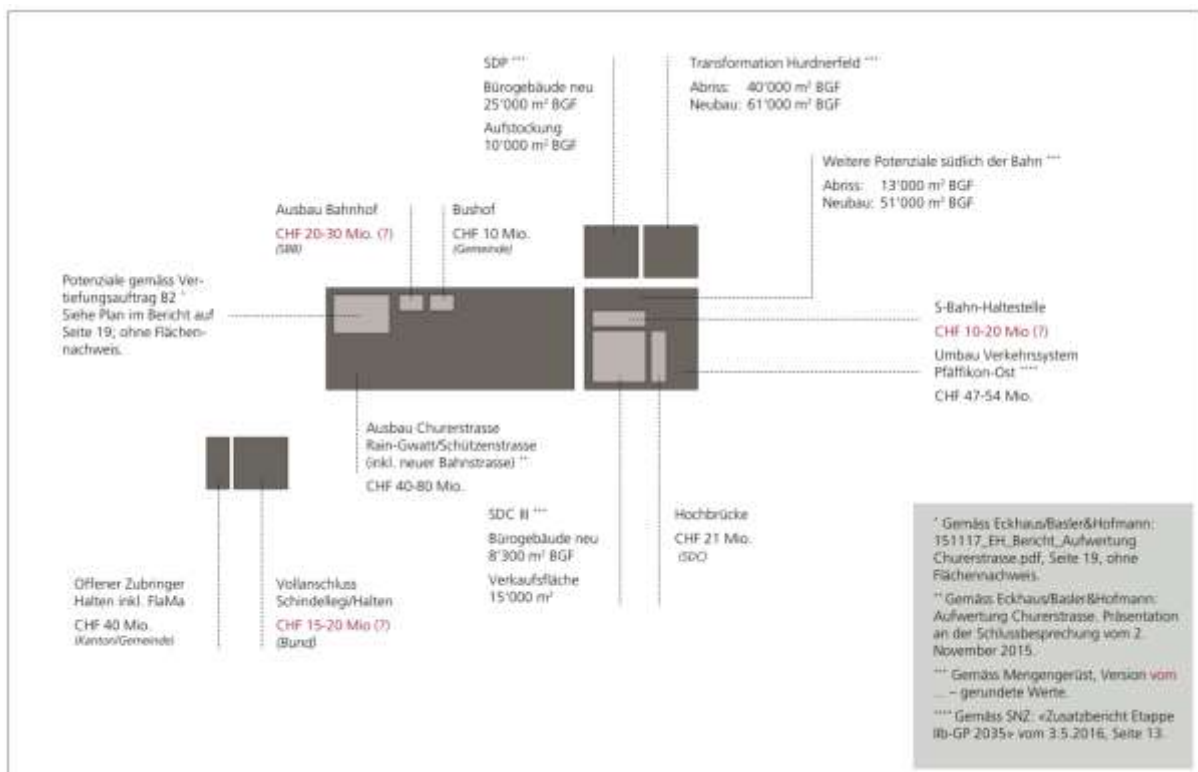 SDP ***
Bürogebäude neu
25'000 m² BGF
Aufstockung
10'000 m² BGF
Transformation Hurdnerfeld ***
Abriss: 40'000 m² BGF
Neubau: 61'000 m² BGF
Weitere Potenziale südlich der Bahn ***
Abriss: 13'000 m² BGF
Neubau: 51'000 m² BGF
Ausbau Bahnhof
CHF 20-30 Mio. (?)
(SBB)
Bushof
CHF 10 Mio.
(Gemeinde)
Potenziale gemäss Ver-
tiefungsauftrag B2 *
Siehe Plan im Bericht auf
Seite 19; ohne Flächen-
nachweis.
S-Bahn-Haltestelle
CHF 10-20 Mio (?)
Umbau Verkehrssystem
Pfäffikon-Ost ****
CHF 47-54 Mio.
Ausbau Churerstrasse
Rain-Gwatt/Schützenstrasse
(inkl. neuer Bahnstrasse) **
CHF 40-80 Mio.
SDC III ***
Bürogebäude neu
8'300 m² BGF
Verkaufsfläche
15'000 m²
Hochbrücke
CHF 21 Mio.
(SDC)
Offener Zubringer
Halten inkl. FlaMa
CHF 40 Mio.
(Kanton/Gemeinde)
Vollanschluss
Schindellegi/Halten
CHF 15-20 Mio (?)
(Bund)
* Gemäss Eckhaus/Basler&Hofmann:
151117_EH_Bericht_Aufwertung
Churerstrasse.pdf, Seite 19, ohne
Flächennachweis.
** Gemäss Eckhaus/Basler&Hofmann:
Aufwertung Churerstrasse. Präsentation
an der Schlussbesprechung vom 2.
November 2015.
*** Gemäss Mengengerüst, Version vom
... – gerundete Werte.
**** Gemäss SNZ: «Zusatzbericht Etappe
IIb-GP 2035» vom 3.5.2016, Seite 13.